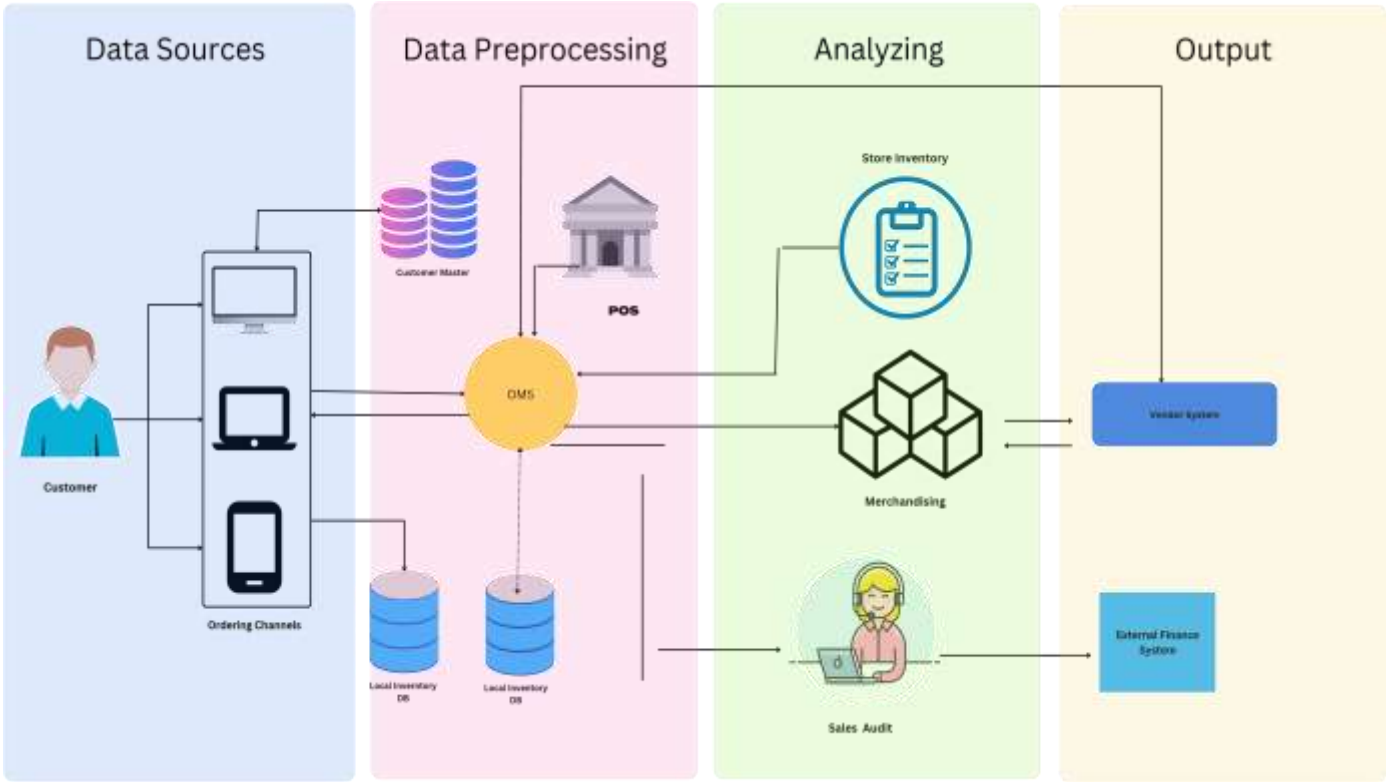 Data Sources
Data Preprocessing
Analyzing
Output
Store Inventory
Customer Master
POS
OMS
Vendor System
Customer
Merchandising
Ordering Channels
External Finance
System
Local Inventory
DB
Local Inventory
DB
Sales Audit